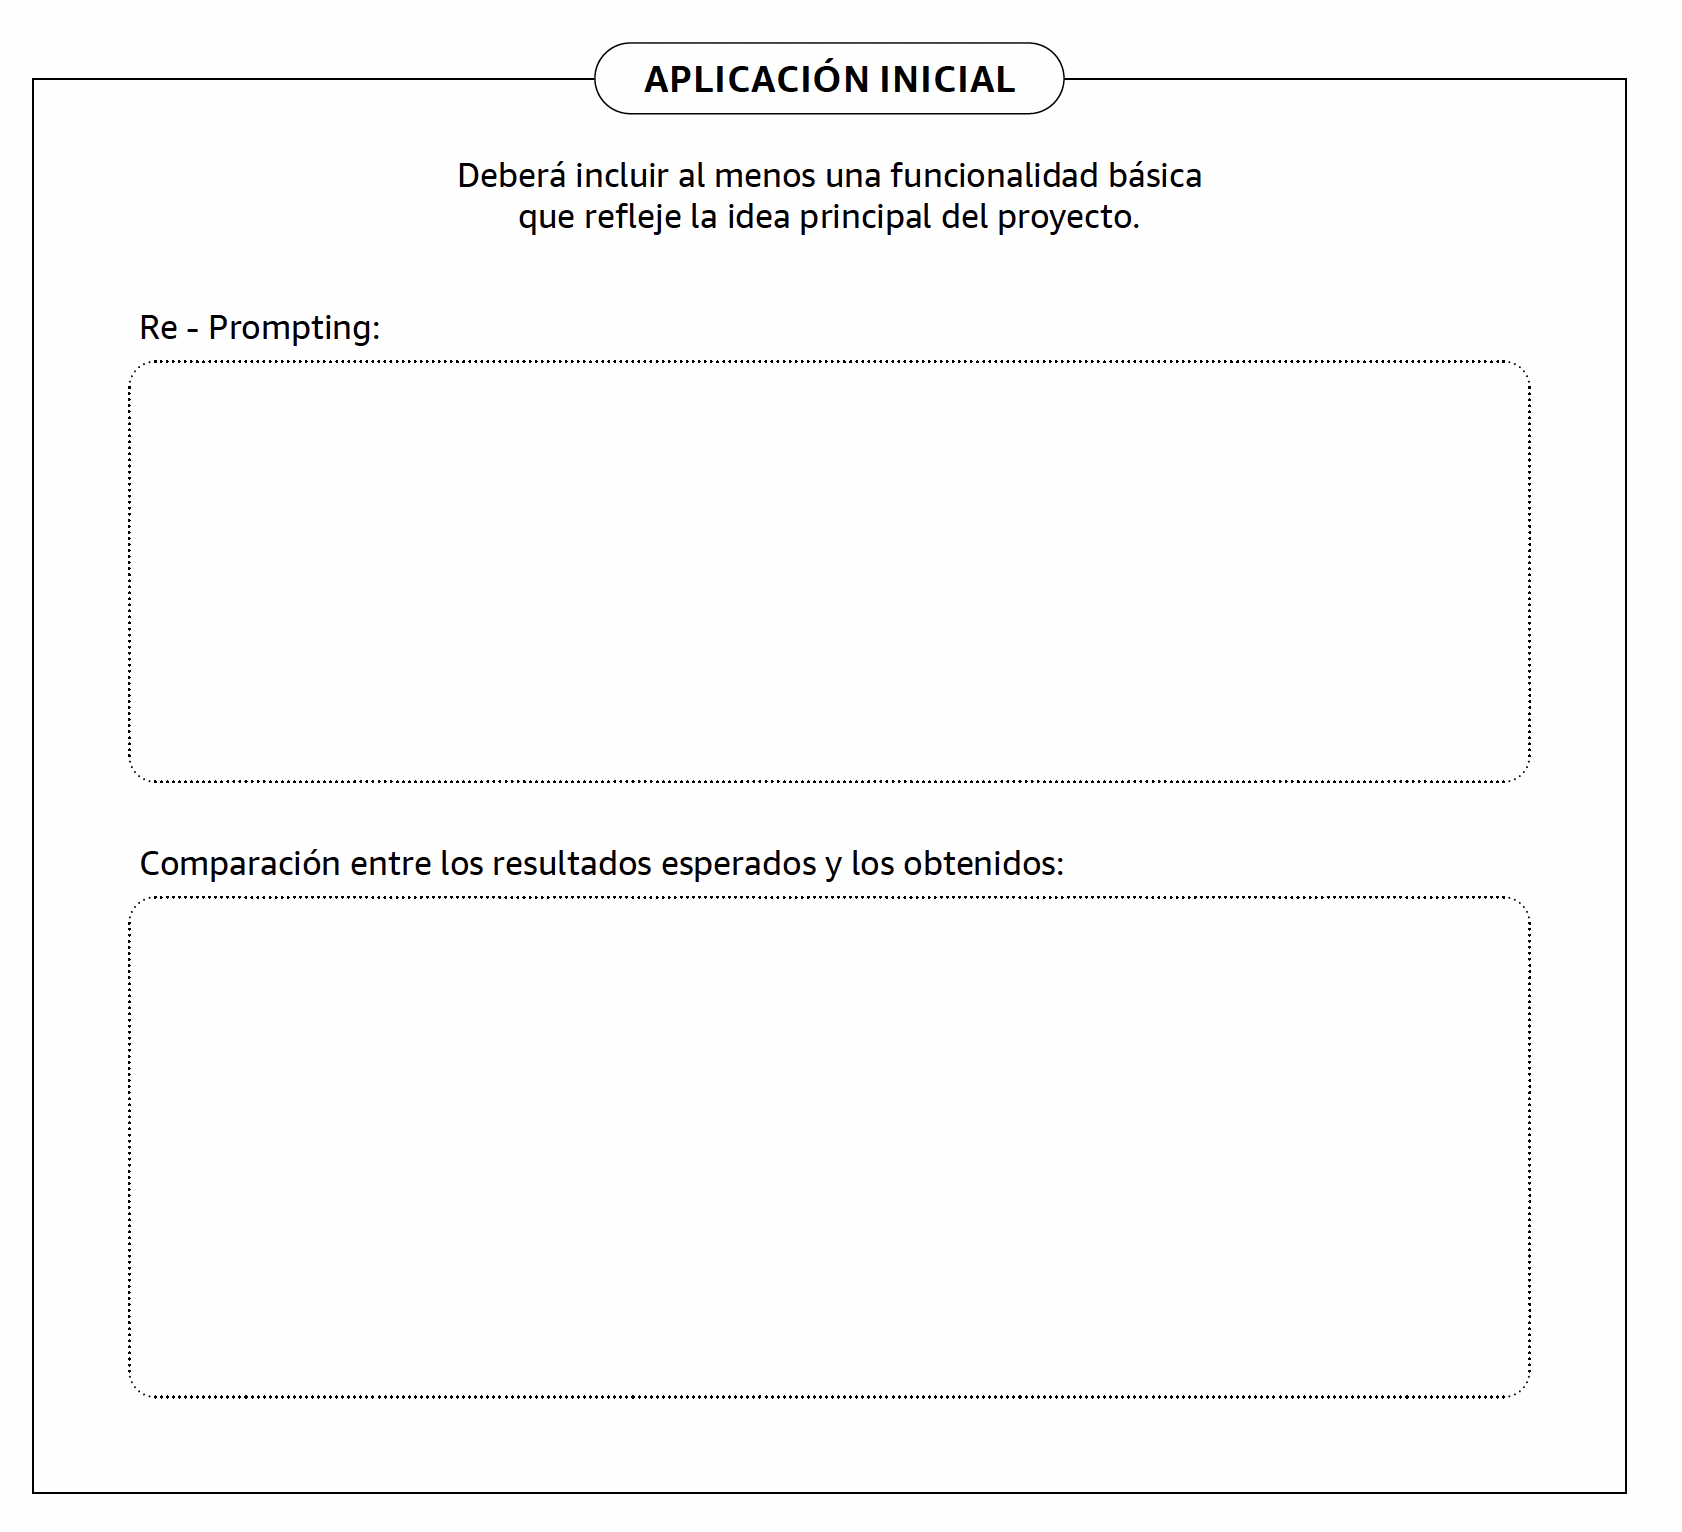 APLICACIÓN INICIAL
Deberá incluir al menos una funcionalidad básica
que refleje la idea principal del proyecto.
Re - Prompting:
Comparación entre los resultados esperados y los obtenidos: